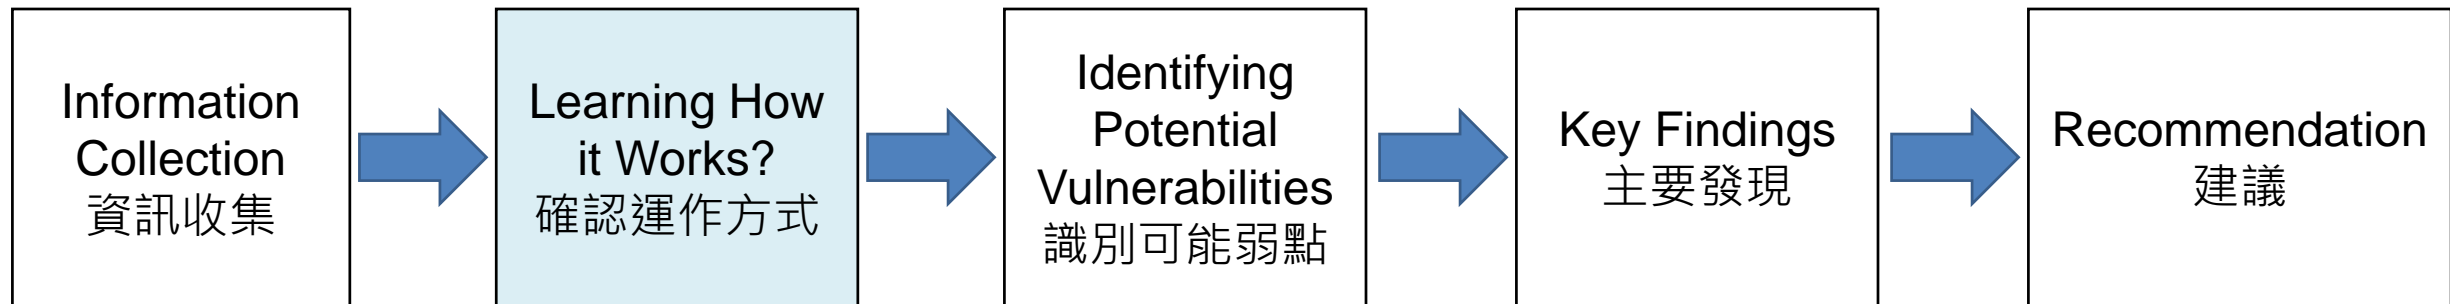 Information
Collection
資訊收集
Learning How
it Works?
確認運作方式
Identifying
Potential
Vulnerabilities
識別可能弱點
Key Findings
主要發現
Recommendation
建議